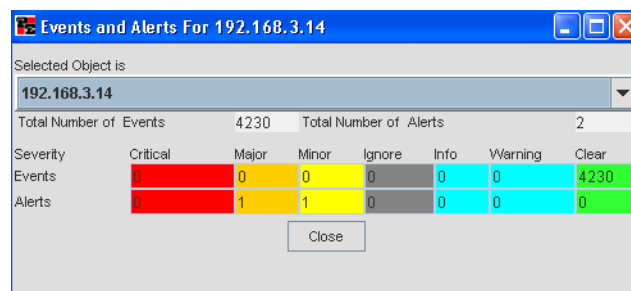 Events and Alerts For 192.168.3.14
Selected Object is
192.168.3.14
Total Number of Events 4230 Total Number of Alerts 2
Severity Critical Major Minor Ignore Info Warning Clear
Events 0 0 0 0 0 0 4230
Alerts 0 1 1 0 0 0 0
Close